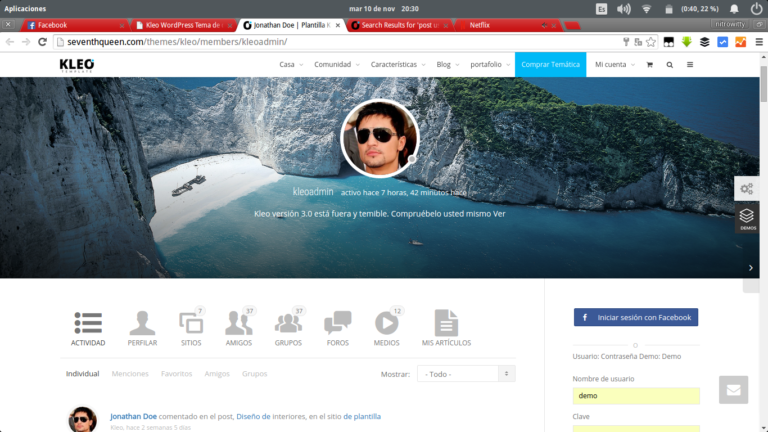 Aplicaciones
mar 10 de nov 20:30
Es
(0:40, 22 %)
Facebook
Kleo WordPress Tema de
Jonathan Doe | Plantilla K
Search Results for 'post u
Netflix
seventhqueen.com/themes/kleo/members/kleoadmin/
KLEO
TEMPLATE
Casa
Comunidad
Características
Blog
portafolio
Comprar Temática
Mi cuenta
kleoadmin activo hace 7 horas, 42 minutos hace
Kleo versión 3.0 está fuera y temible. Compruébelo usted mismo Ver
DEMOS
7
37
37
12
ACTIVIDAD
PERFILAR
SITIOS
AMIGOS
GRUPOS
FOROS
MEDIOS
MIS ARTÍCULOS
Individual
Menciones
Favoritos
Amigos
Grupos
Mostrar:
- Todo -
Jonathan Doe comentado en el post, Diseño de interiores, en el sitio de plantilla
Kleo, hace 2 semanas 5 días
Iniciar sesión con Facebook
O
Usuario: Contraseña Demo: Demo
Nombre de usuario
demo
Clave